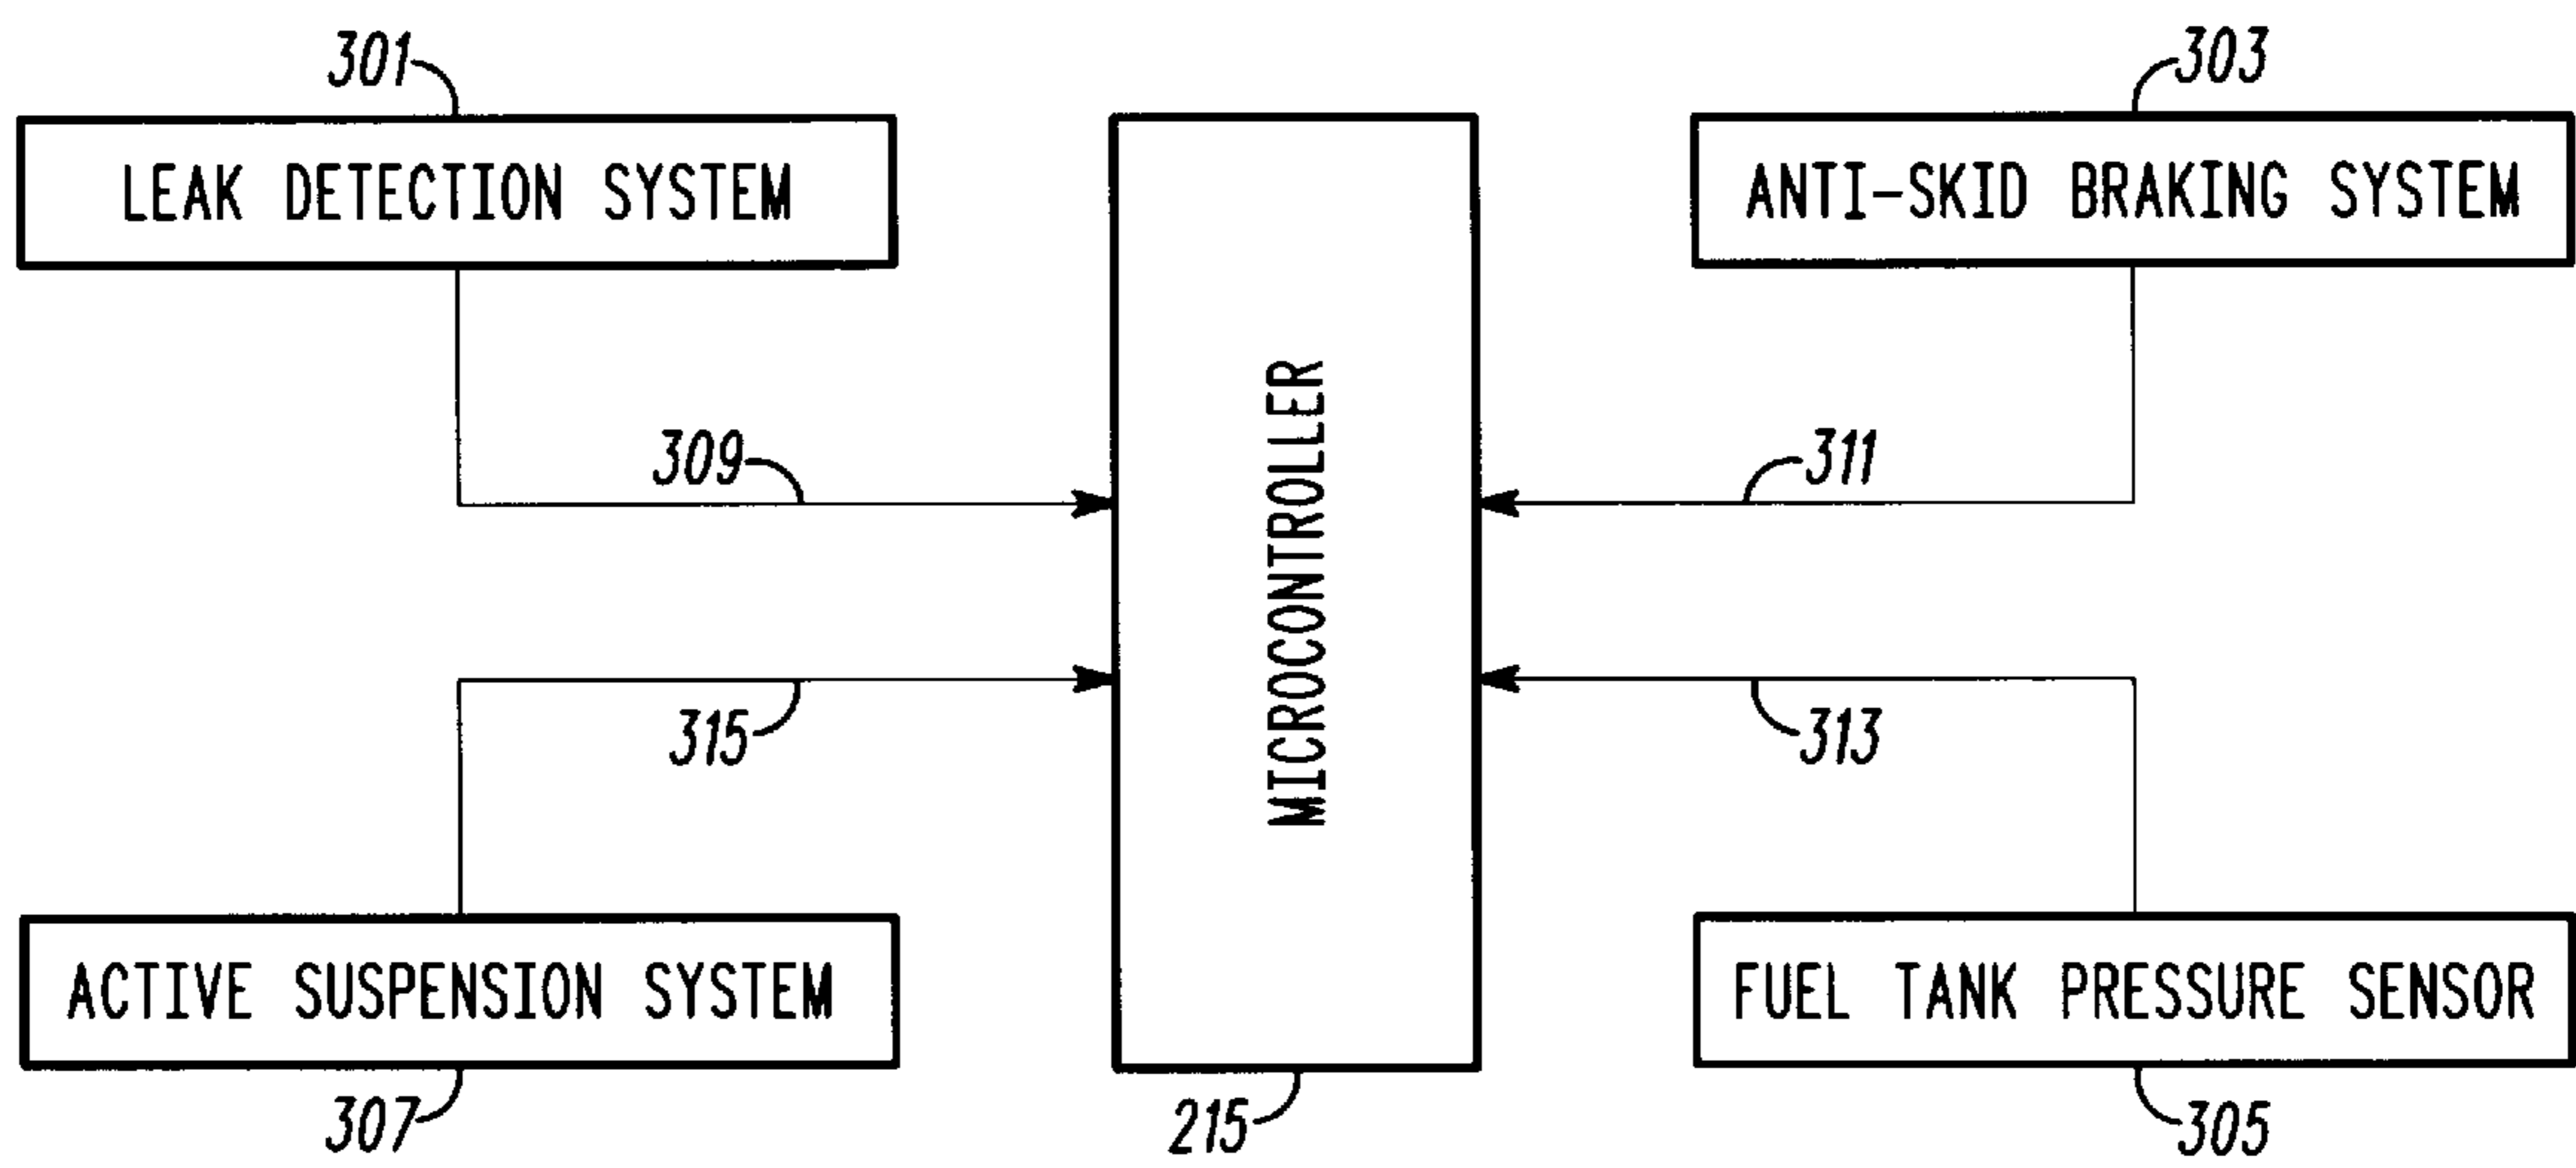 301
303
LEAK DETECTION SYSTEM
ANTI-SKID BRAKING SYSTEM
309
311
MICROCONTROLLER
315
313
ACTIVE SUSPENSION SYSTEM
FUEL TANK PRESSURE SENSOR
307
215
305